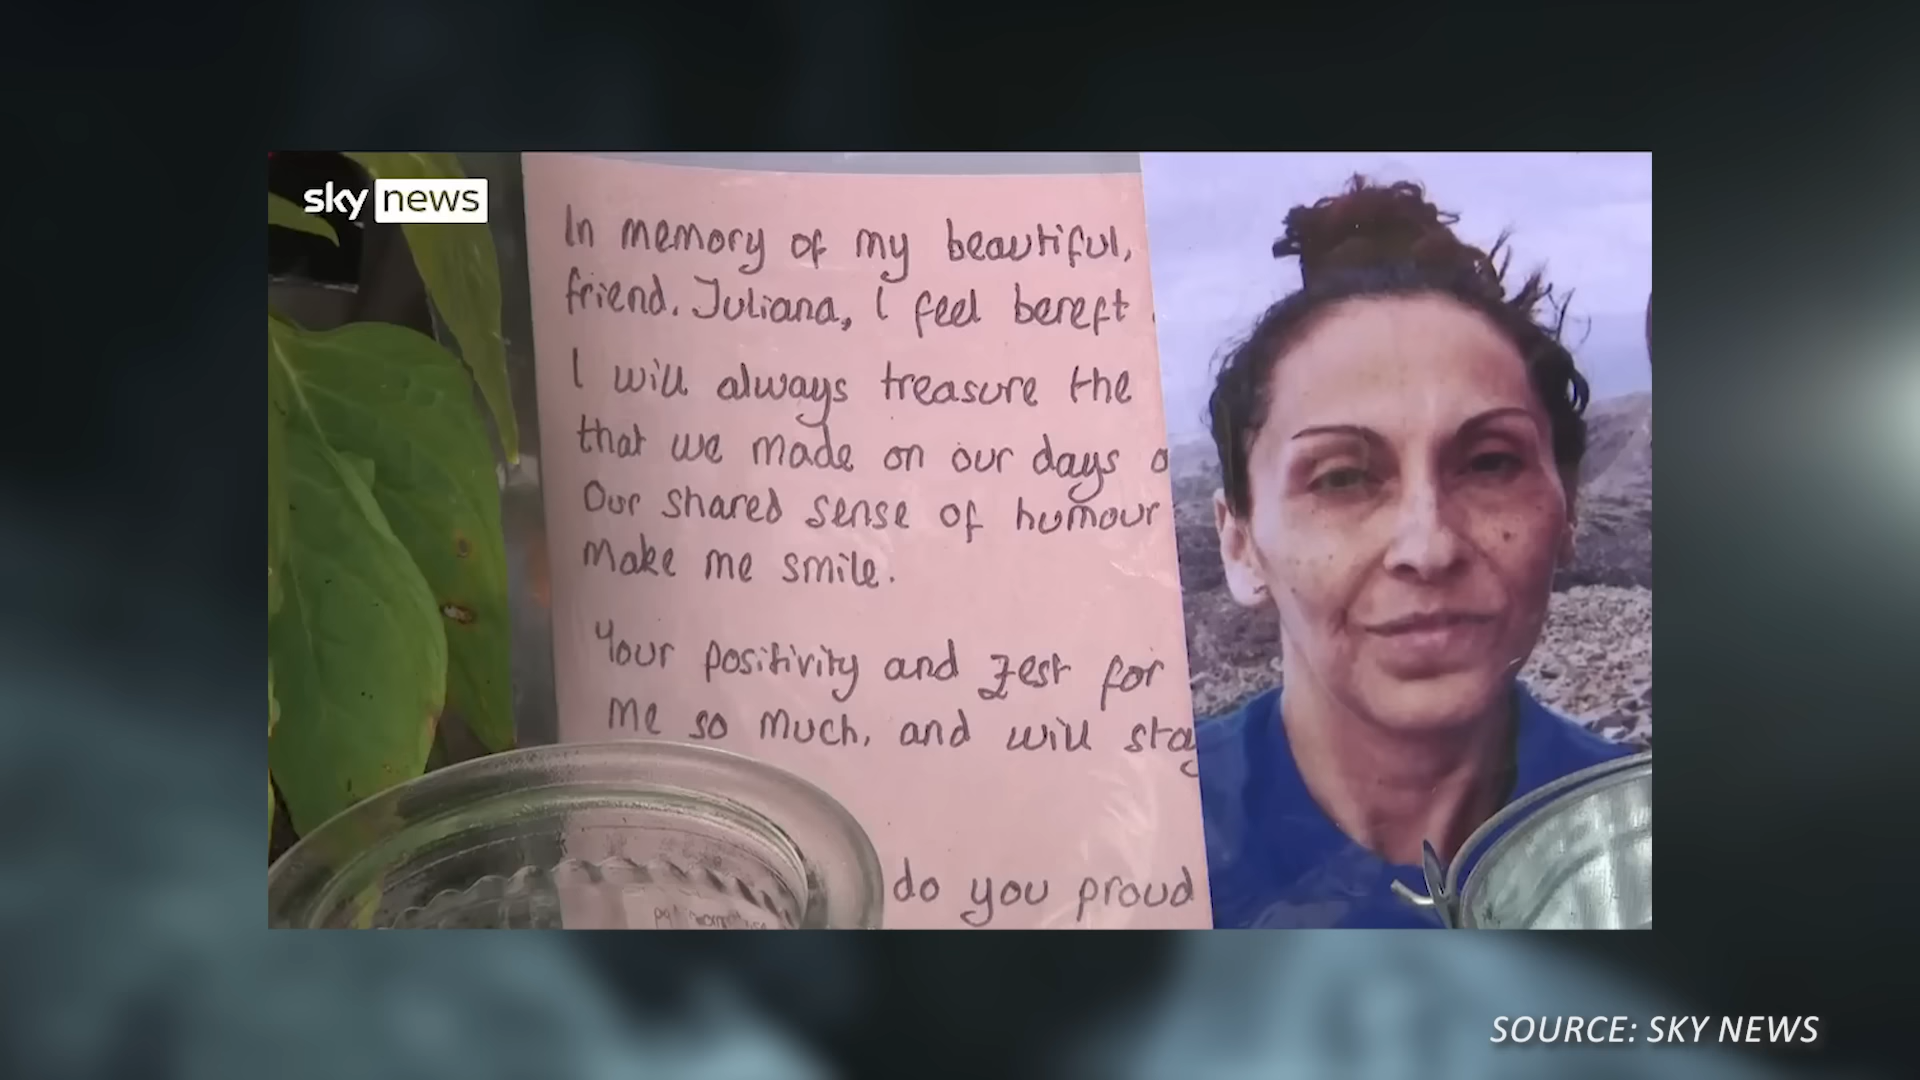 sky news
In memory of my beautiful,
friend. Juliana, I feel bereft
I will always treasure the
that we made on our days
Our shared sense of humour
Make me smile.
Your positivity and zest for
me so much, and will stay
do you proud
SOURCE: SKY NEWS